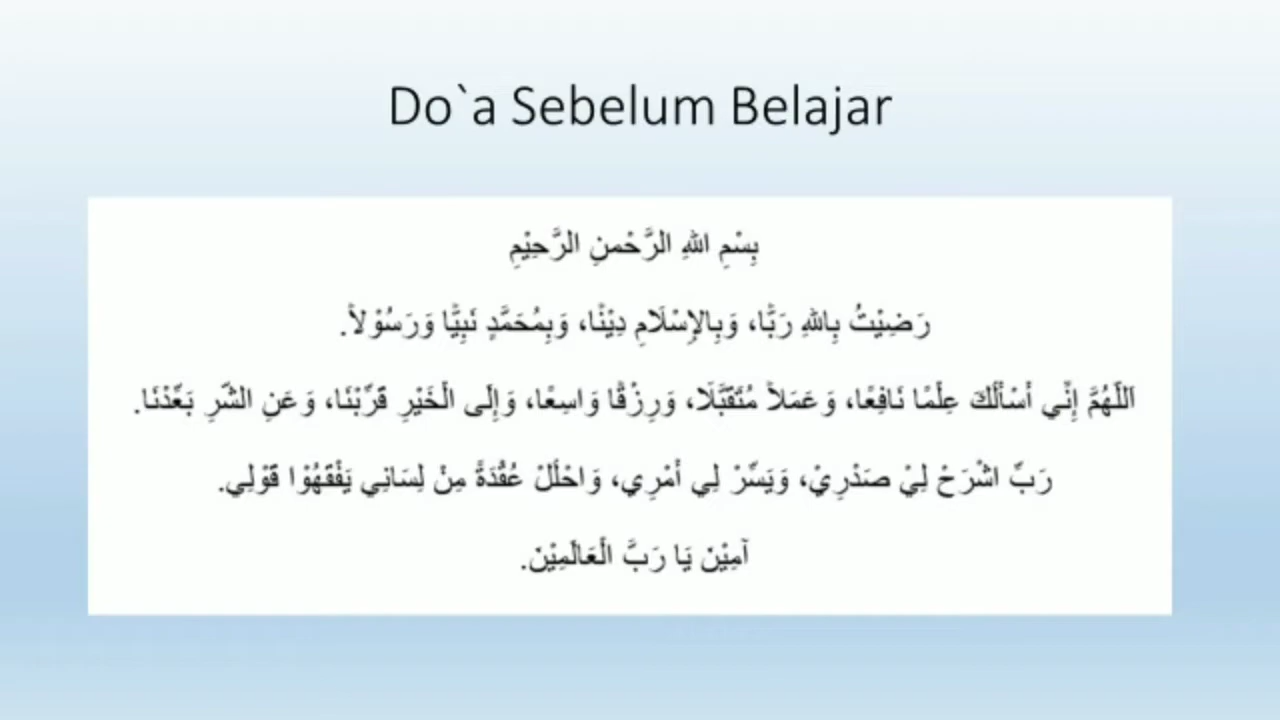 Do`a Sebelum Belajar
بِسْمِ اللهِ الرَّحْمنِ الرَّحِيْمِ
رَضِيْتُ بِاللهِ رَبًّا، وَبِالإِسْلَامِ دِيْنًا، وَبِمُحَمَّدٍ نَبِيًّا وَرَسُوْلاً.
اَللّهُمَّ إِنِّي أَسْأَلُكَ عِلْمًا نَافِعًا، وَعَمَلاً مُتَقَبَّلَا، وَرِزْقًا وَاسِعًا، وَإِلَى الْخَيْرِ قَرِّبْنَا، وَعَنِ الشَّرِ بَعِّدْنَا.
رَبِّ اشْرَحْ لِيْ صَدْرِيْ، وَيَسِّرْ لِي أَمْرِي، وَاحْلُلْ عُقْدَةً مِنْ لِسَانِي يَفْقَهُوْا قَوْلِي.
آمِيْنَ يَا رَبَّ الْعَالَمِيْنَ.